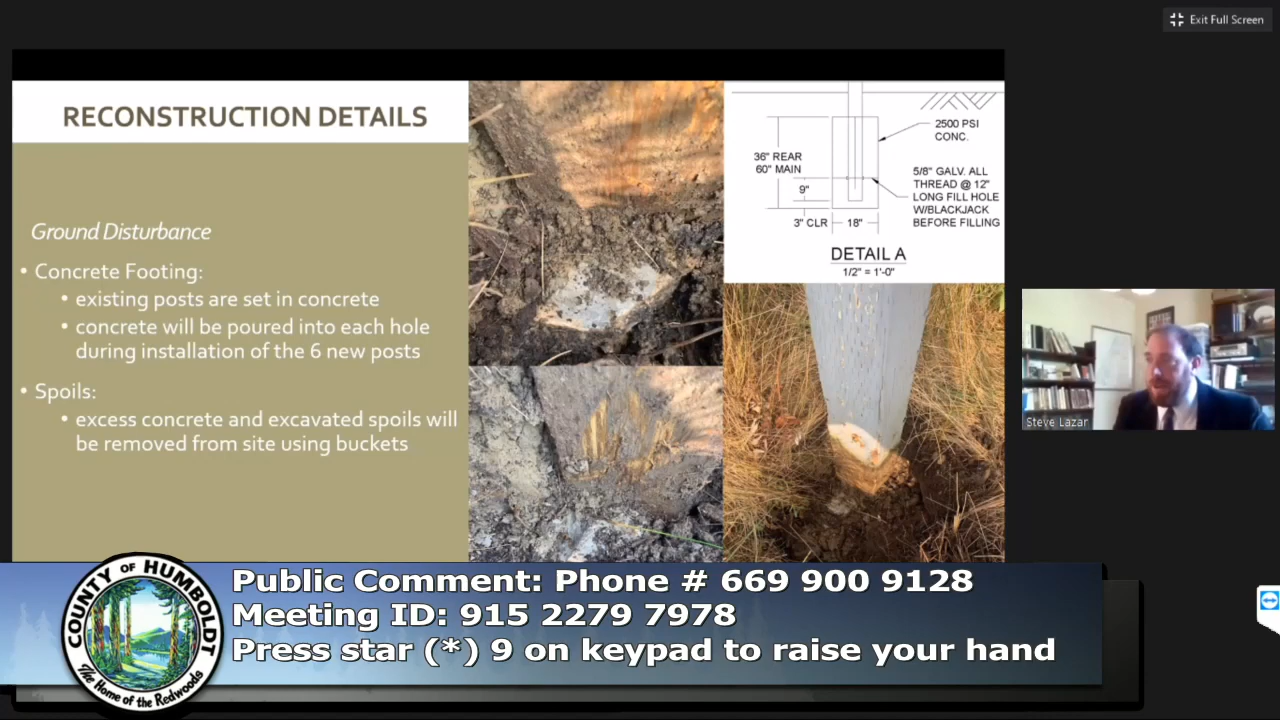 Exit Full Screen
RECONSTRUCTION DETAILS
Ground Disturbance
• Concrete Footing:
• existing posts are set in concrete
• concrete will be poured into each hole
during installation of the 6 new posts
• Spoils:
• excess concrete and excavated spoils will
be removed from site using buckets
2500 PSI
CONC.
36" REAR
60" MAIN
9"
5/8" GALV. ALL
THREAD @ 12"
LONG FILL HOLE
W/BLACKJACK
BEFORE FILLING
3" CLR
18"
DETAIL A
1/2" = 1'-0"
Steve Lazar
COUNTY OF HUMBOLDT
The Home of the Redwoods
Public Comment: Phone # 669 900 9128
Meeting ID: 915 2279 7978
Press star (*) 9 on keypad to raise your hand